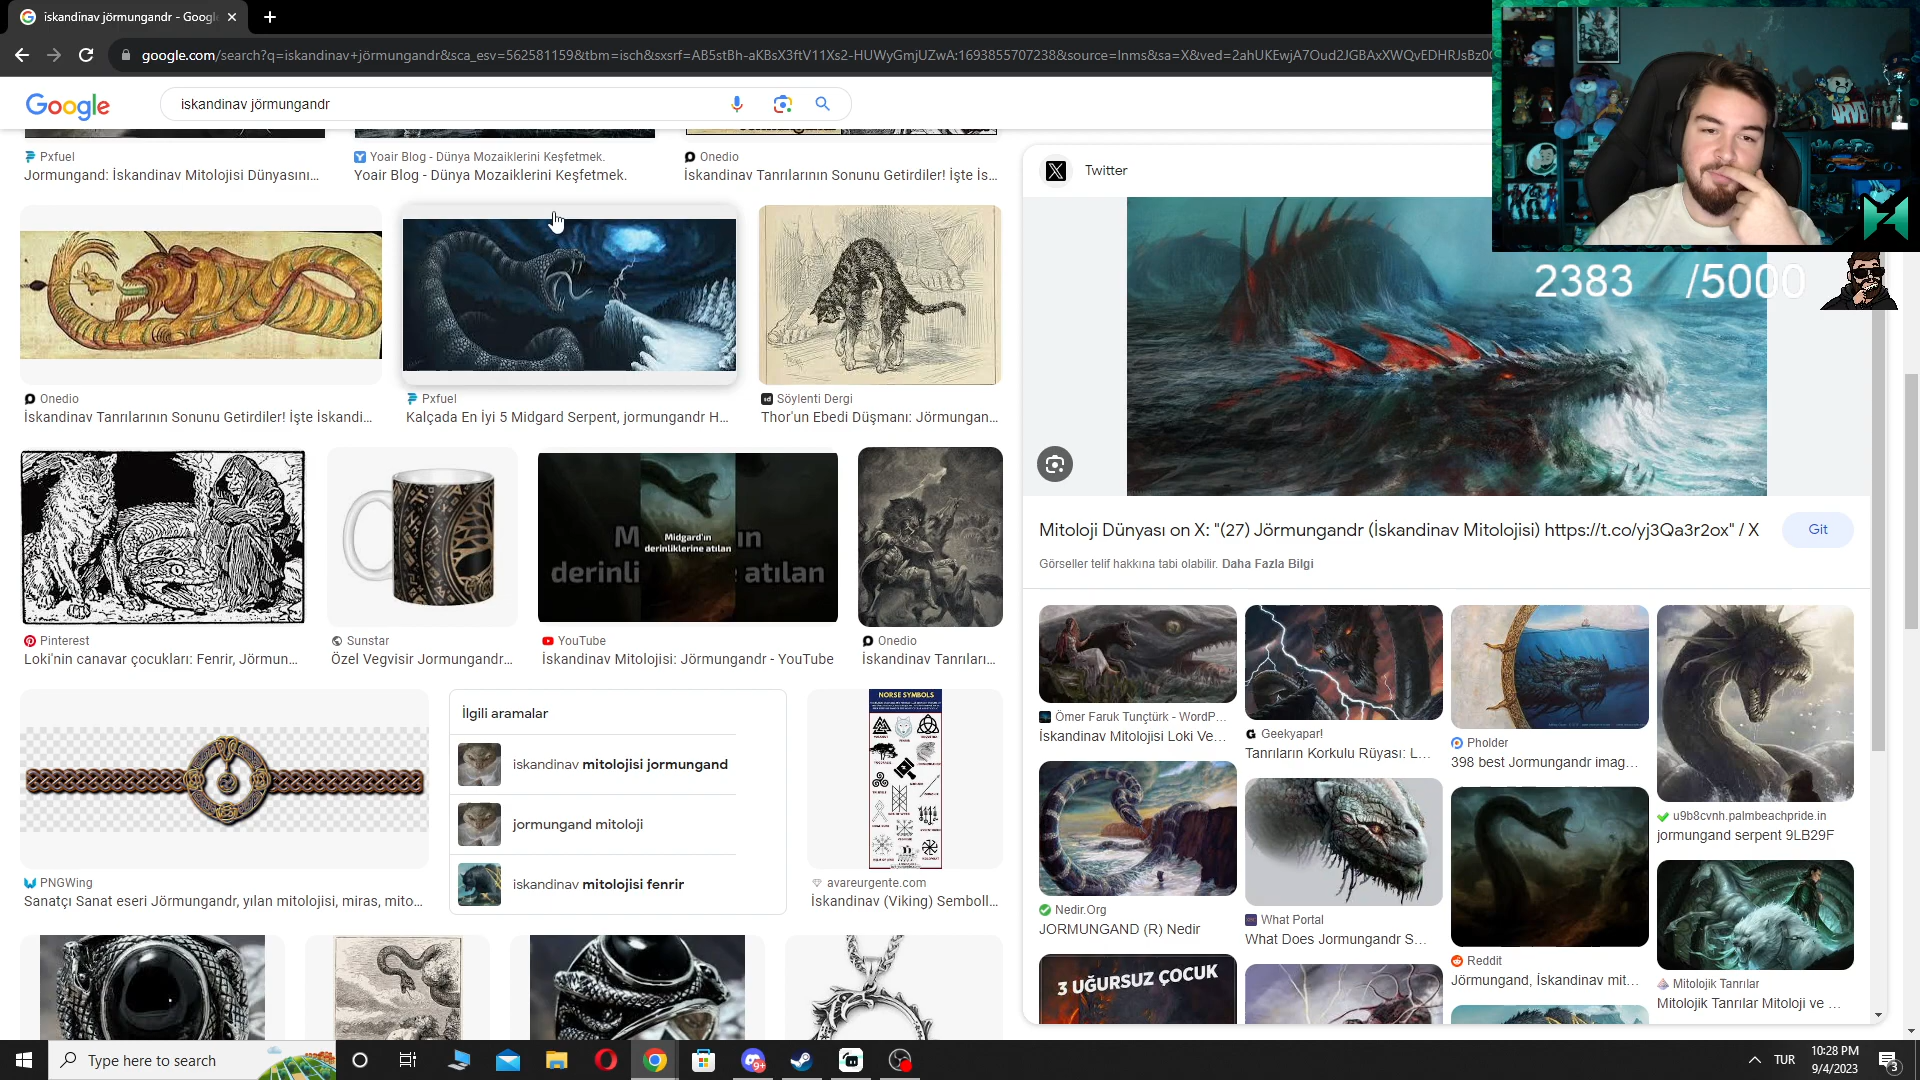 iskandinav jörmungandr - Googl
google.com/search?q=iskandinav+jörmungandr&sca_esv=562581159&tbm=isch&sxsrf=AB5stBh-aKBsX3ftV11Xs2-HUWyGmjUZwA:1693855707238&source=lnms&sa=X&ved=2ahUKEwjA7Oud2JGBAxXWQvEDHRJsBz0
Google
iskandinav jörmungandr
Pxfuel
Jormungand: İskandinav Mitolojisi Dünyasını...
Yoair Blog - Dünya Mozaiklerini Keşfetmek.
Yoair Blog - Dünya Mozaiklerini Keşfetmek.
Onedio
İskandinav Tanrılarının Sonunu Getirdiler! İşte İs...
Onedio
İskandinav Tanrılarının Sonunu Getirdiler! İşte İskandi...
Pxfuel
Kalçada En İyi 5 Midgard Serpent, jormungandr H...
Söylenti Dergi
Thor'un Ebedi Düşmanı: Jörmungan...
Pinterest
Loki'nin canavar çocukları: Fenrir, Jörmun...
Sunstar
Özel Vegvisir Jormungandr...
Midgard'ın
derinliklerine atılan
derinli
atılan
YouTube
İskandinav Mitolojisi: Jörmungandr - YouTube
Onedio
İskandinav Tanrıları...
PNGWing
Sanatçı Sanat eseri Jörmungandr, yılan mitolojisi, miras, mito...
İlgili aramalar
iskandinav mitolojisi jormungand
jormungand mitoloji
iskandinav mitolojisi fenrir
NORSE SYMBOLS
avareurgente.com
İskandinav (Viking) Semboll...
Twitter
2383 /5000
Mitoloji Dünyası on X: "(27) Jörmungandr (İskandinav Mitolojisi) https://t.co/yj3Qa3r2ox" / X
Git
Görseller telif hakkına tabi olabilir. Daha Fazla Bilgi
Ömer Faruk Tunçtürk - WordP...
İskandinav Mitolojisi Loki Ve...
Geekyapar!
Tanrıların Korkulu Rüyası: L...
Pholder
398 best Jormungandr imag...
u9b8cvnh.palmbeachpride.in
jormungand serpent 9LB29F
Nedir.Org
JORMUNGAND (R) Nedir
What Portal
What Does Jormungandr S...
Reddit
Jörmungand, İskandinav mit...
Mitolojik Tanrılar
Mitolojik Tanrılar Mitoloji ve ...
3 UĞURSUZ ÇOCUK
Type here to search
9+
TUR
10:28 PM
9/4/2023
3